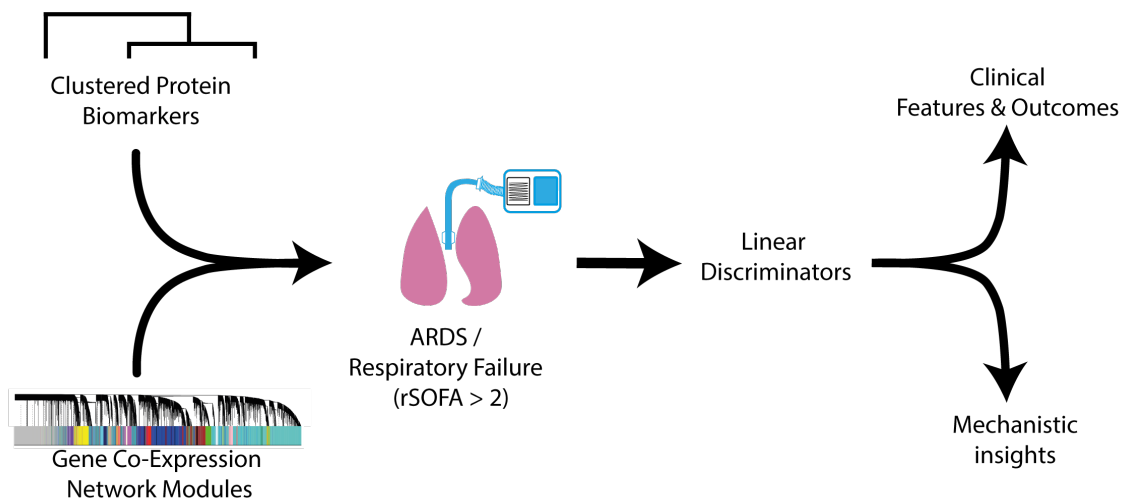 Clustered Protein
Biomarkers
Gene Co-Expression
Network Modules
ARDS /
Respiratory Failure
(rSOFA > 2)
Linear
Discriminators
Clinical
Features & Outcomes
Mechanistic
insights